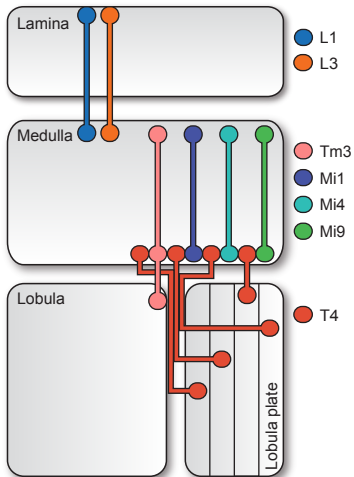 Lamina
L1
L3
Medulla
Tm3
Mi1
Mi4
Mi9
Lobula
T4
Lobula plate